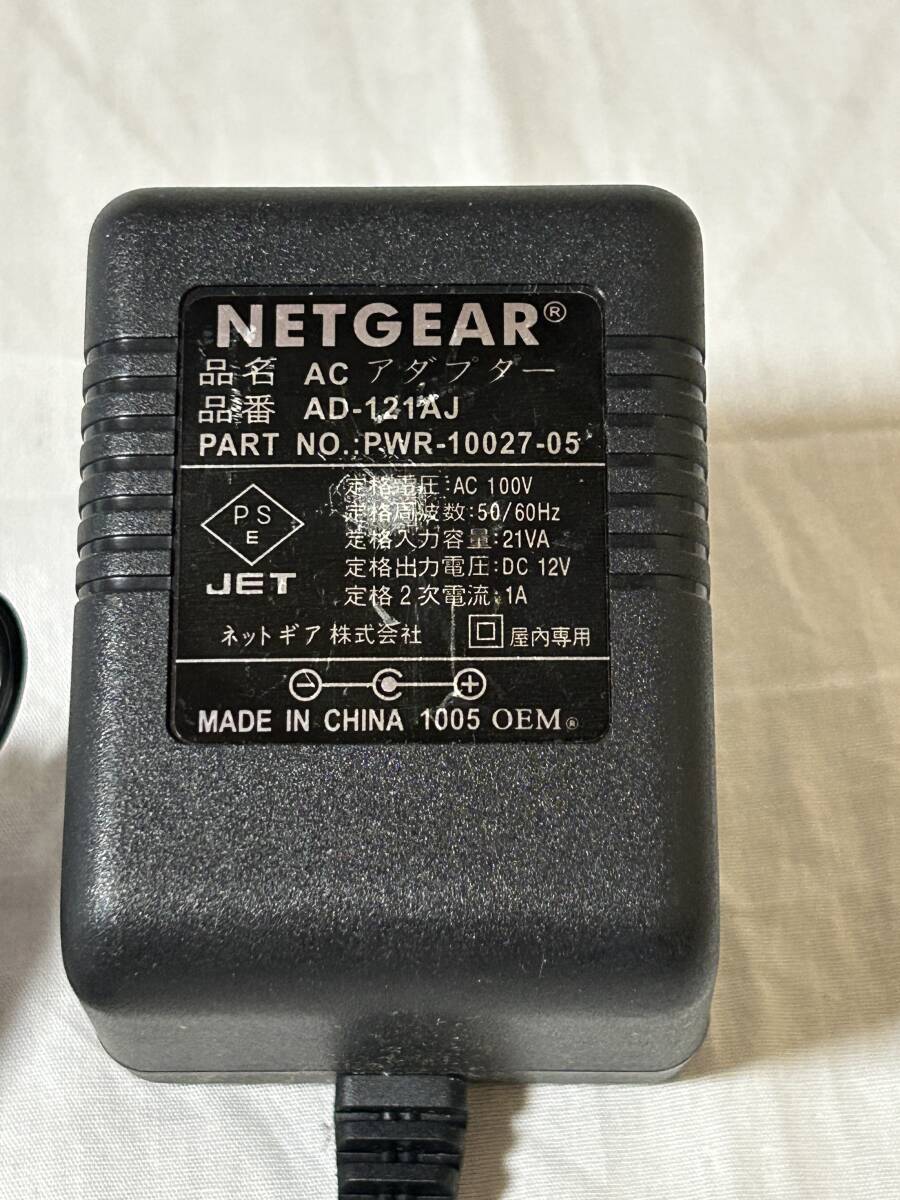 NETGEAR®
品名 AC アダプター
品番 AD-121AJ
PART NO.:PWR-10027-05
PS
E
JET
定格電圧:AC 100V
定格周波数:50/60Hz
定格入力容量:21VA
定格出力電圧:DC 12V
定格2次電流:1A
ネットギア株式会社
屋内専用
MADE IN CHINA 1005 OEM®